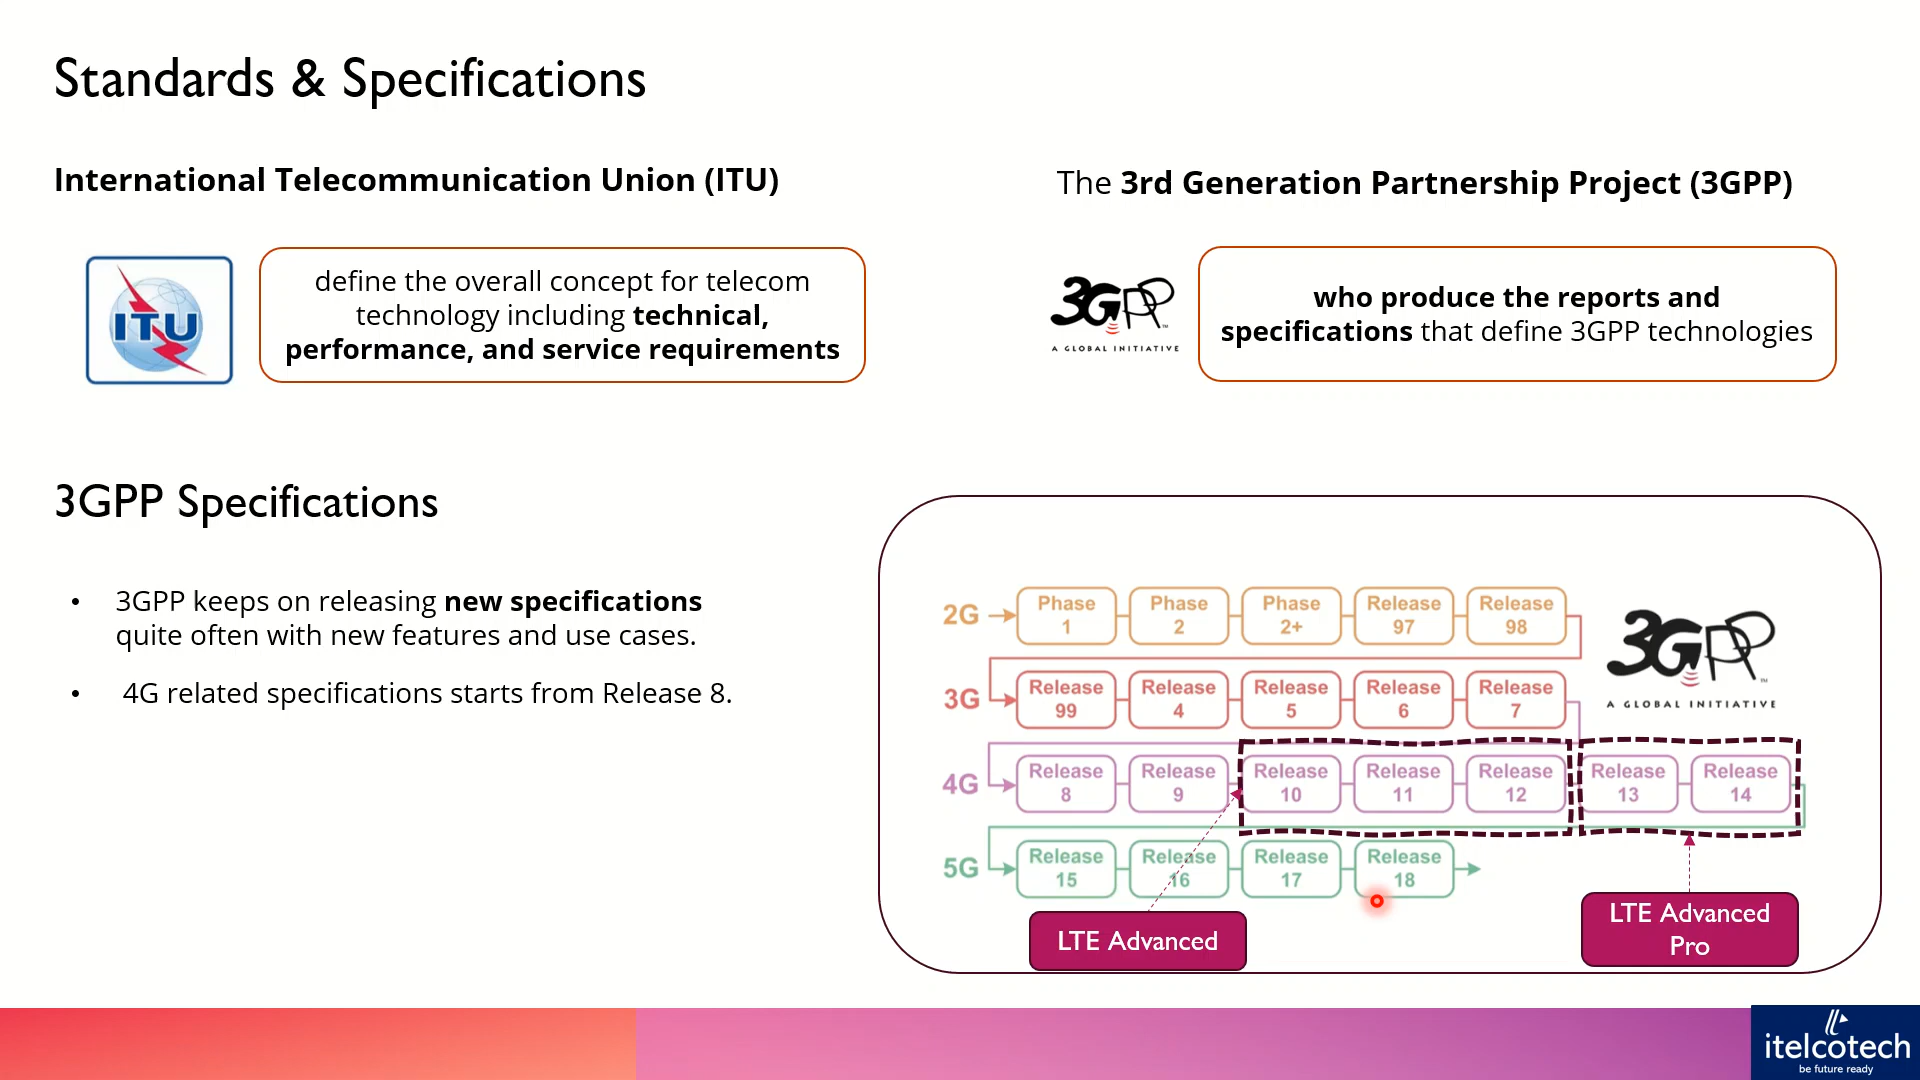 Standards & Specifications
International Telecommunication Union (ITU)
ITU
define the overall concept for telecom
technology including technical,
performance, and service requirements
The 3rd Generation Partnership Project (3GPP)
3GPP
A GLOBAL INITIATIVE
who produce the reports and
specifications that define 3GPP technologies
3GPP Specifications
• 3GPP keeps on releasing new specifications
quite often with new features and use cases.
• 4G related specifications starts from Release 8.
2G Phase 1 Phase 2 Phase 2+ Release 97 Release 98
3GPP
A GLOBAL INITIATIVE
3G Release 99 Release 4 Release 5 Release 6 Release 7
4G Release 8 Release 9 Release 10 Release 11 Release 12 Release 13 Release 14
5G Release 15 Release 16 Release 17 Release 18
LTE Advanced
LTE Advanced
Pro
itelcotech
be future ready